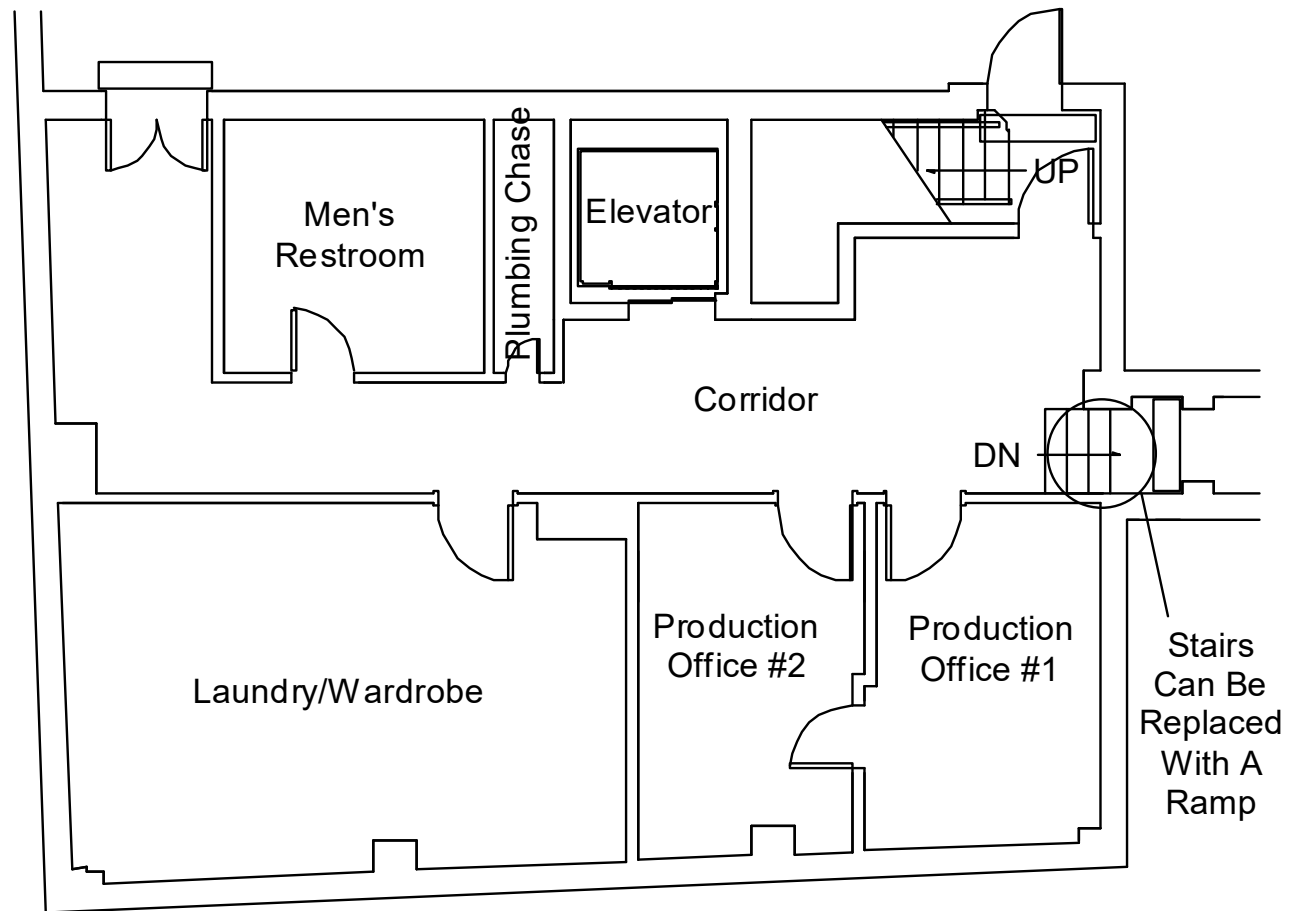 UP
Men's
Restroom
Plumbing Chase
Elevator
Corridor
DN
Production
Office #2
Production
Office #1
Laundry/Wardrobe
Stairs
Can Be
Replaced
With A
Ramp